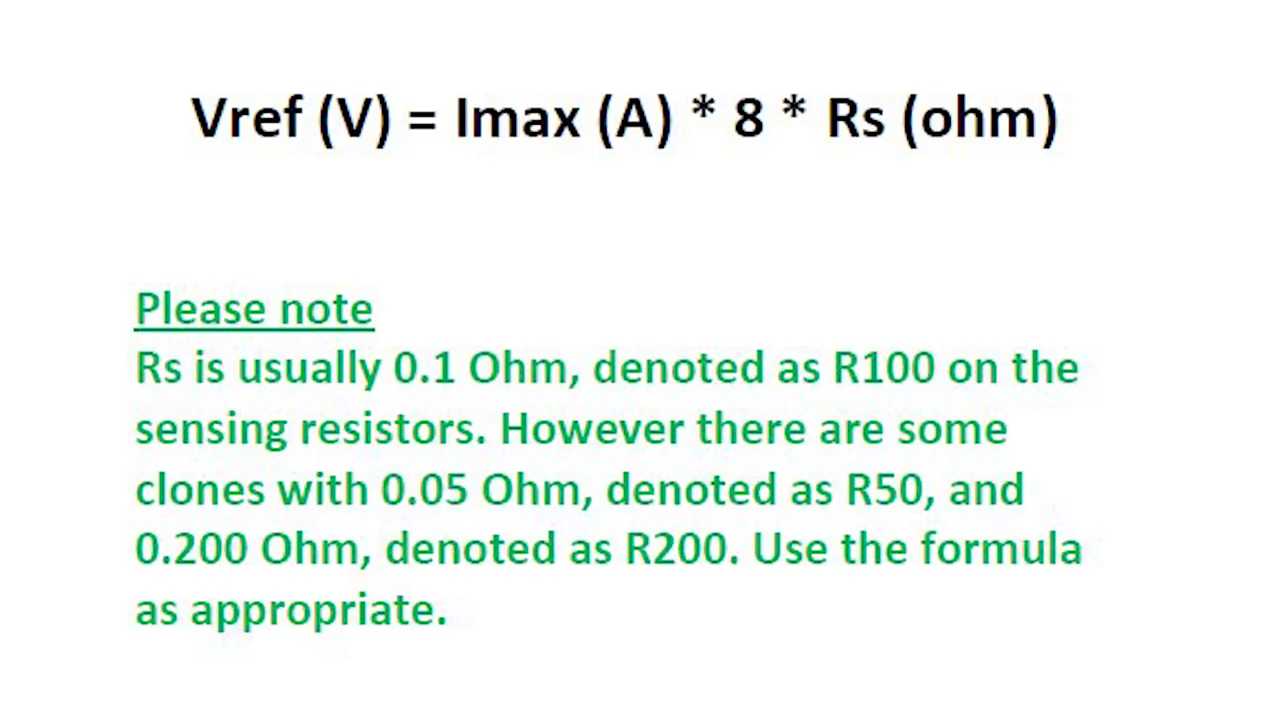 Vref (V) = Imax (A) * 8 * Rs (ohm)
Please note
Rs is usually 0.1 Ohm, denoted as R100 on the
sensing resistors. However there are some
clones with 0.05 Ohm, denoted as R50, and
0.200 Ohm, denoted as R200. Use the formula
as appropriate.